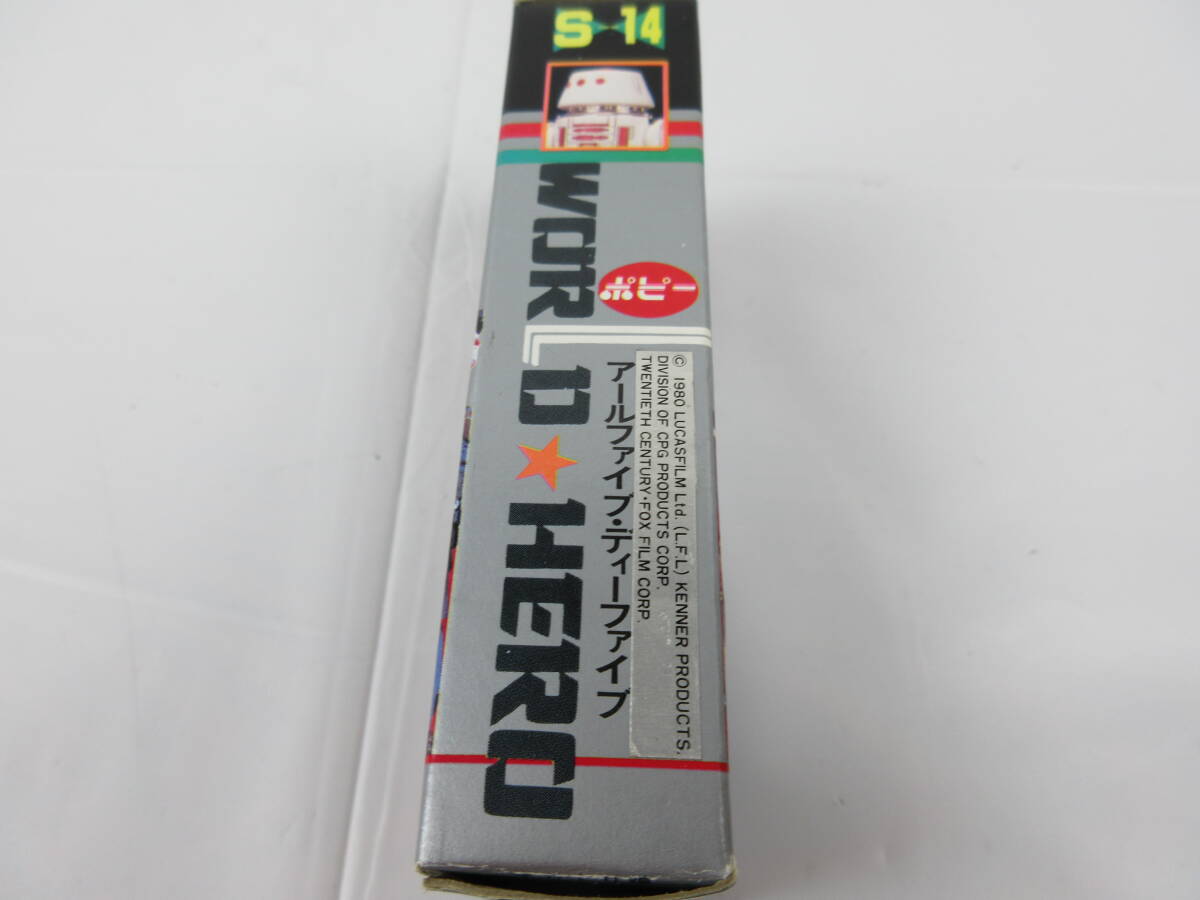 S-14
WORLD★HERO
ポピー
アールファイブ・ディーファイブ
© 1980 LUCASFILM Ltd. (L.F.L) KENNER PRODUCTS.
DIVISION OF CPG PRODUCTS CORP.
TWENTIETH CENTURY・FOX FILM CORP.